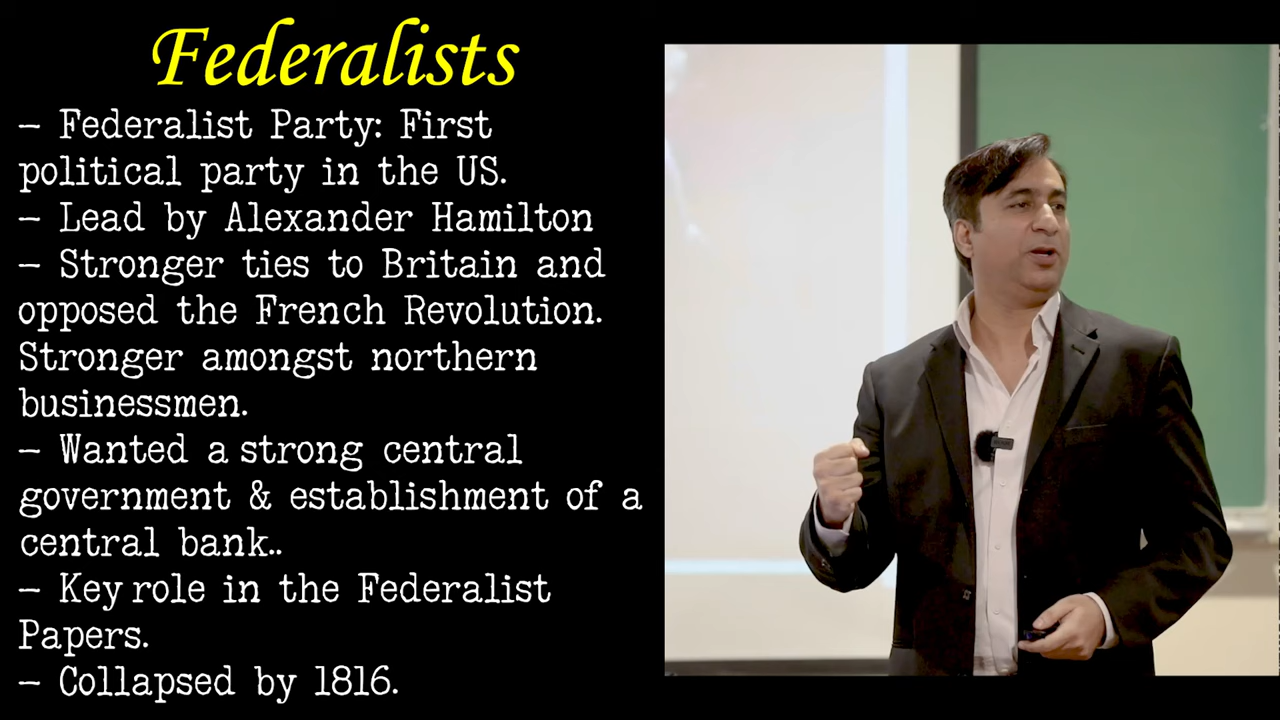 Federalists
– Federalist Party: First
political party in the US.
– Lead by Alexander Hamilton
– Stronger ties to Britain and
opposed the French Revolution.
Stronger amongst northern
businessmen.
– Wanted a strong central
government & establishment of a
central bank..
– Key role in the Federalist
Papers.
– Collapsed by 1816.